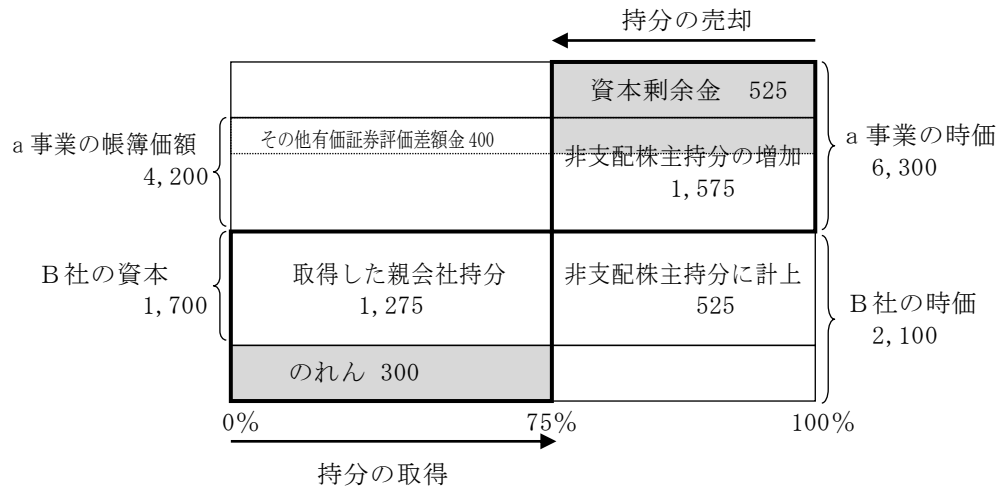 持分の売却
資本剰余金 525
a 事業の帳簿価額
4,200
その他有価証券評価差額金 400
非支配株主持分の増加
1,575
a 事業の時価
6,300
B社の資本
1,700
取得した親会社持分
1,275
非支配株主持分に計上
525
B社の時価
2,100
のれん 300
0% 75% 100%
持分の取得